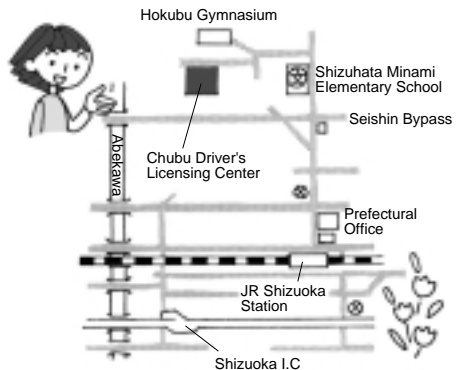 Hokubu Gymnasium
Shizuhata Minami
Elementary School
Seishin Bypass
Abekawa
Chubu Driver's
Licensing Center
Prefectural
Office
JR Shizuoka
Station
Shizuoka I.C